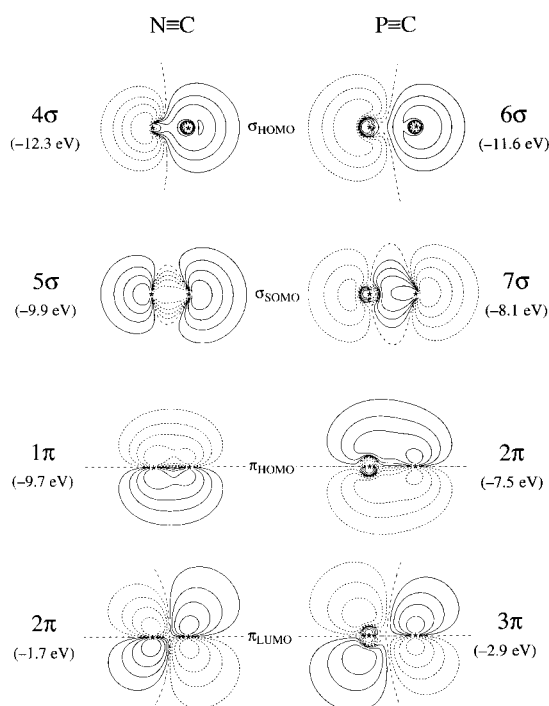 N≡C P≡C
4σ σHOMO 6σ
(−12.3 eV) (−11.6 eV)
5σ σSOMO 7σ
(−9.9 eV) (−8.1 eV)
1π πHOMO 2π
(−9.7 eV) (−7.5 eV)
2π πLUMO 3π
(−1.7 eV) (−2.9 eV)